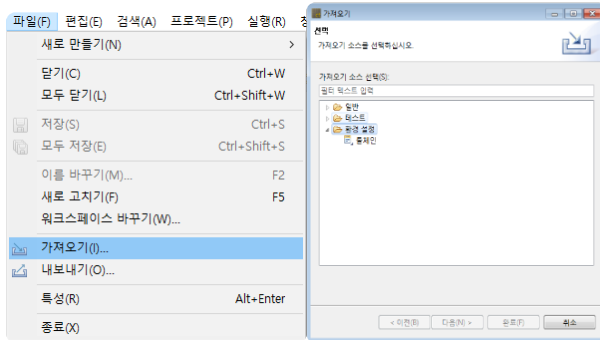 파일(F) 편집(E) 검색(A) 프로젝트(P) 실행(R)
새로 만들기(N)
닫기(C) Ctrl+W
모두 닫기(L) Ctrl+Shift+W
저장(S) Ctrl+S
모두 저장(E) Ctrl+Shift+S
이름 바꾸기(M)... F2
새로 고치기(F) F5
워크스페이스 바꾸기(W)...
가져오기(I)...
내보내기(O)...
특성(R) Alt+Enter
종료(X)
가져오기
선택
가져오기 소스를 선택하십시오.
가져오기 소스 선택(S):
필터 텍스트 입력
일반
테스트
환경 설정
툴체인
< 이전(B) 다음(N) > 완료(F) 취소